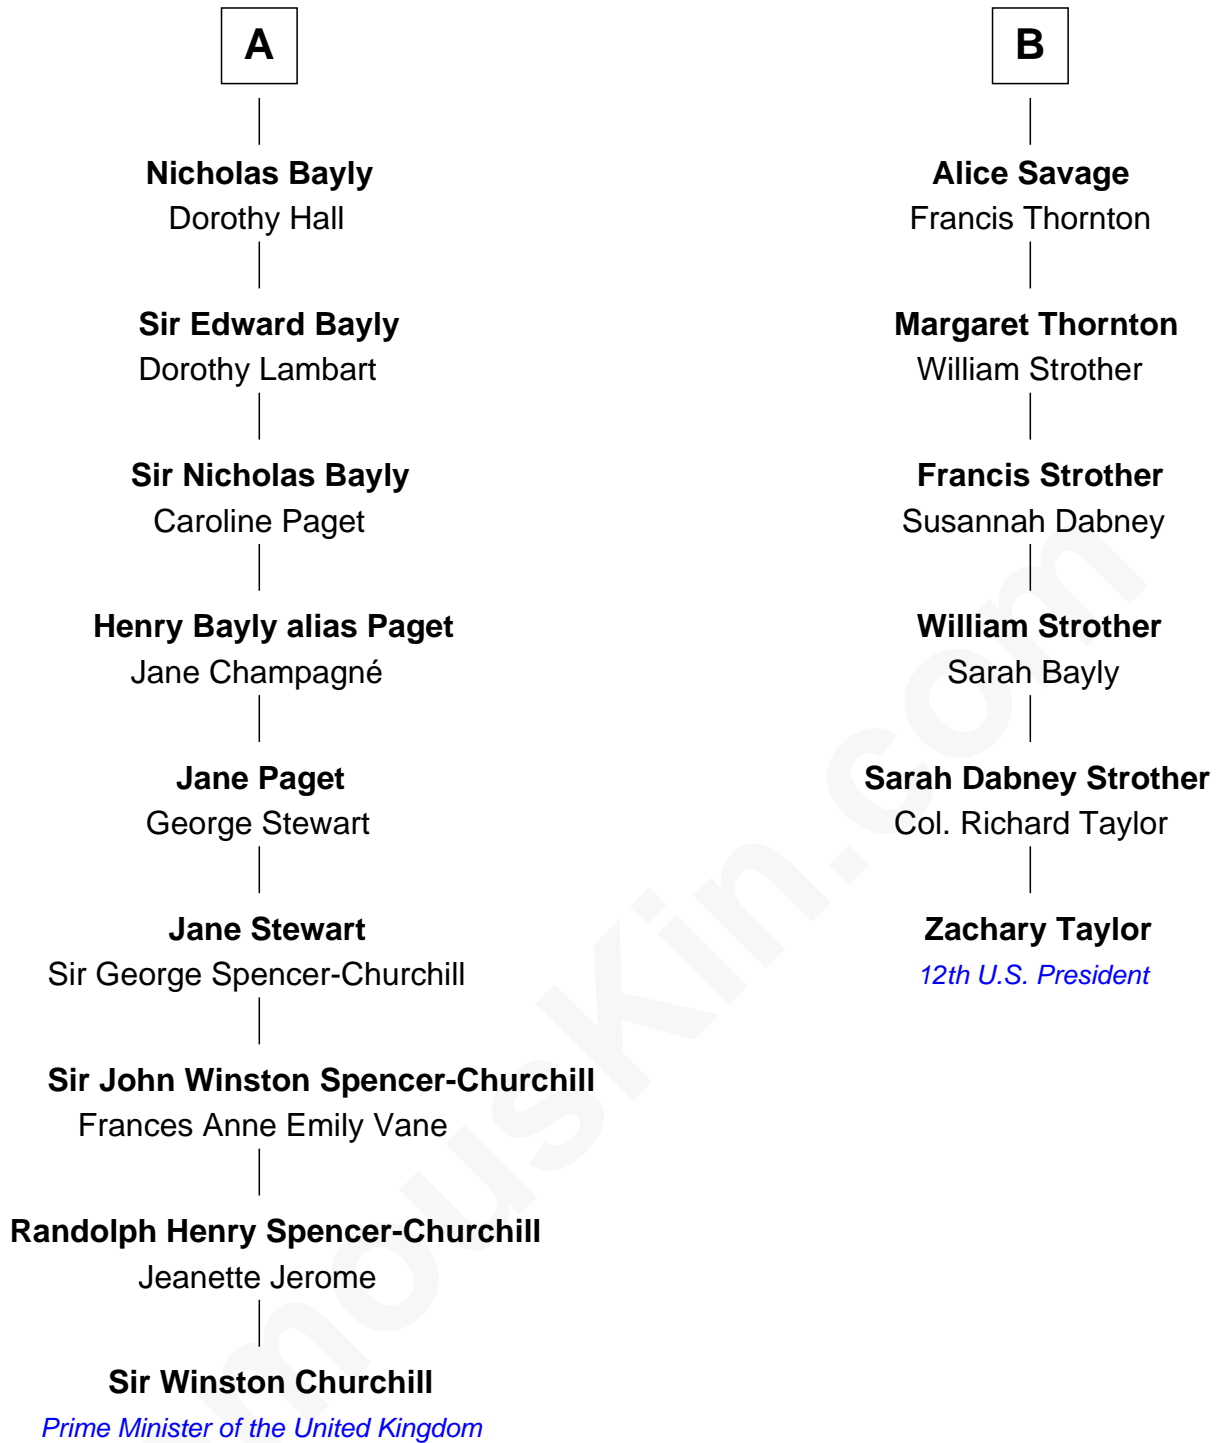 A
Nicholas Bayly
Dorothy Hall
Sir Edward Bayly
Dorothy Lambart
Sir Nicholas Bayly
Caroline Paget
Henry Bayly alias Paget
Jane Champagné
Jane Paget
George Stewart
Jane Stewart
Sir George Spencer-Churchill
Sir John Winston Spencer-Churchill
Frances Anne Emily Vane
Randolph Henry Spencer-Churchill
Jeanette Jerome
Sir Winston Churchill
Prime Minister of the United Kingdom
B
Alice Savage
Francis Thornton
Margaret Thornton
William Strother
Francis Strother
Susannah Dabney
William Strother
Sarah Bayly
Sarah Dabney Strother
Col. Richard Taylor
Zachary Taylor
12th U.S. President
mousKin.com